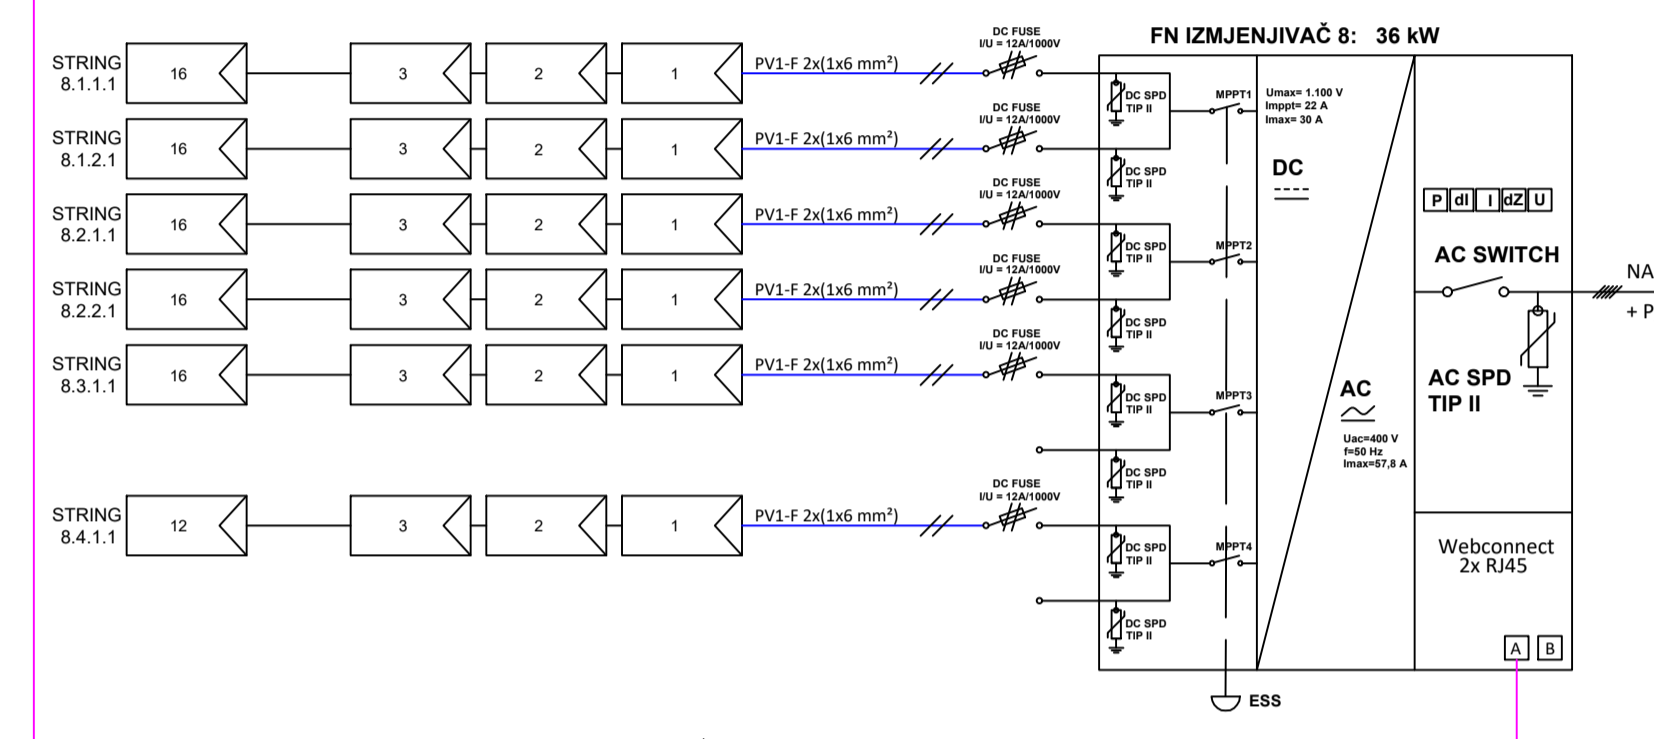 FN IZMJENJIVAČ 8: 36 kW
STRING
8.1.1.1
16
3
2
1
PV1-F 2x(1x6 mm²)
DC FUSE
I/U = 12A/1000V
DC SPD
TIP II
STRING
8.1.2.1
16
3
2
1
PV1-F 2x(1x6 mm²)
DC FUSE
I/U = 12A/1000V
DC SPD
TIP II
MPPT1
STRING
8.2.1.1
16
3
2
1
PV1-F 2x(1x6 mm²)
DC FUSE
I/U = 12A/1000V
DC SPD
TIP II
STRING
8.2.2.1
16
3
2
1
PV1-F 2x(1x6 mm²)
DC FUSE
I/U = 12A/1000V
DC SPD
TIP II
MPPT2
STRING
8.3.1.1
16
3
2
1
PV1-F 2x(1x6 mm²)
DC FUSE
I/U = 12A/1000V
DC SPD
TIP II
DC SPD
TIP II
MPPT3
STRING
8.4.1.1
12
3
2
1
PV1-F 2x(1x6 mm²)
DC FUSE
I/U = 12A/1000V
DC SPD
TIP II
DC SPD
TIP II
MPPT4
ESS
Umax= 1.100 V
Imppt= 22 A
Imax= 30 A
DC
AC
Uac=400 V
f=50 Hz
Imax=57,8 A
P dI I dZ U
AC SWITCH
AC SPD
TIP II
NA
+ P
Webconnect
2x RJ45
A B